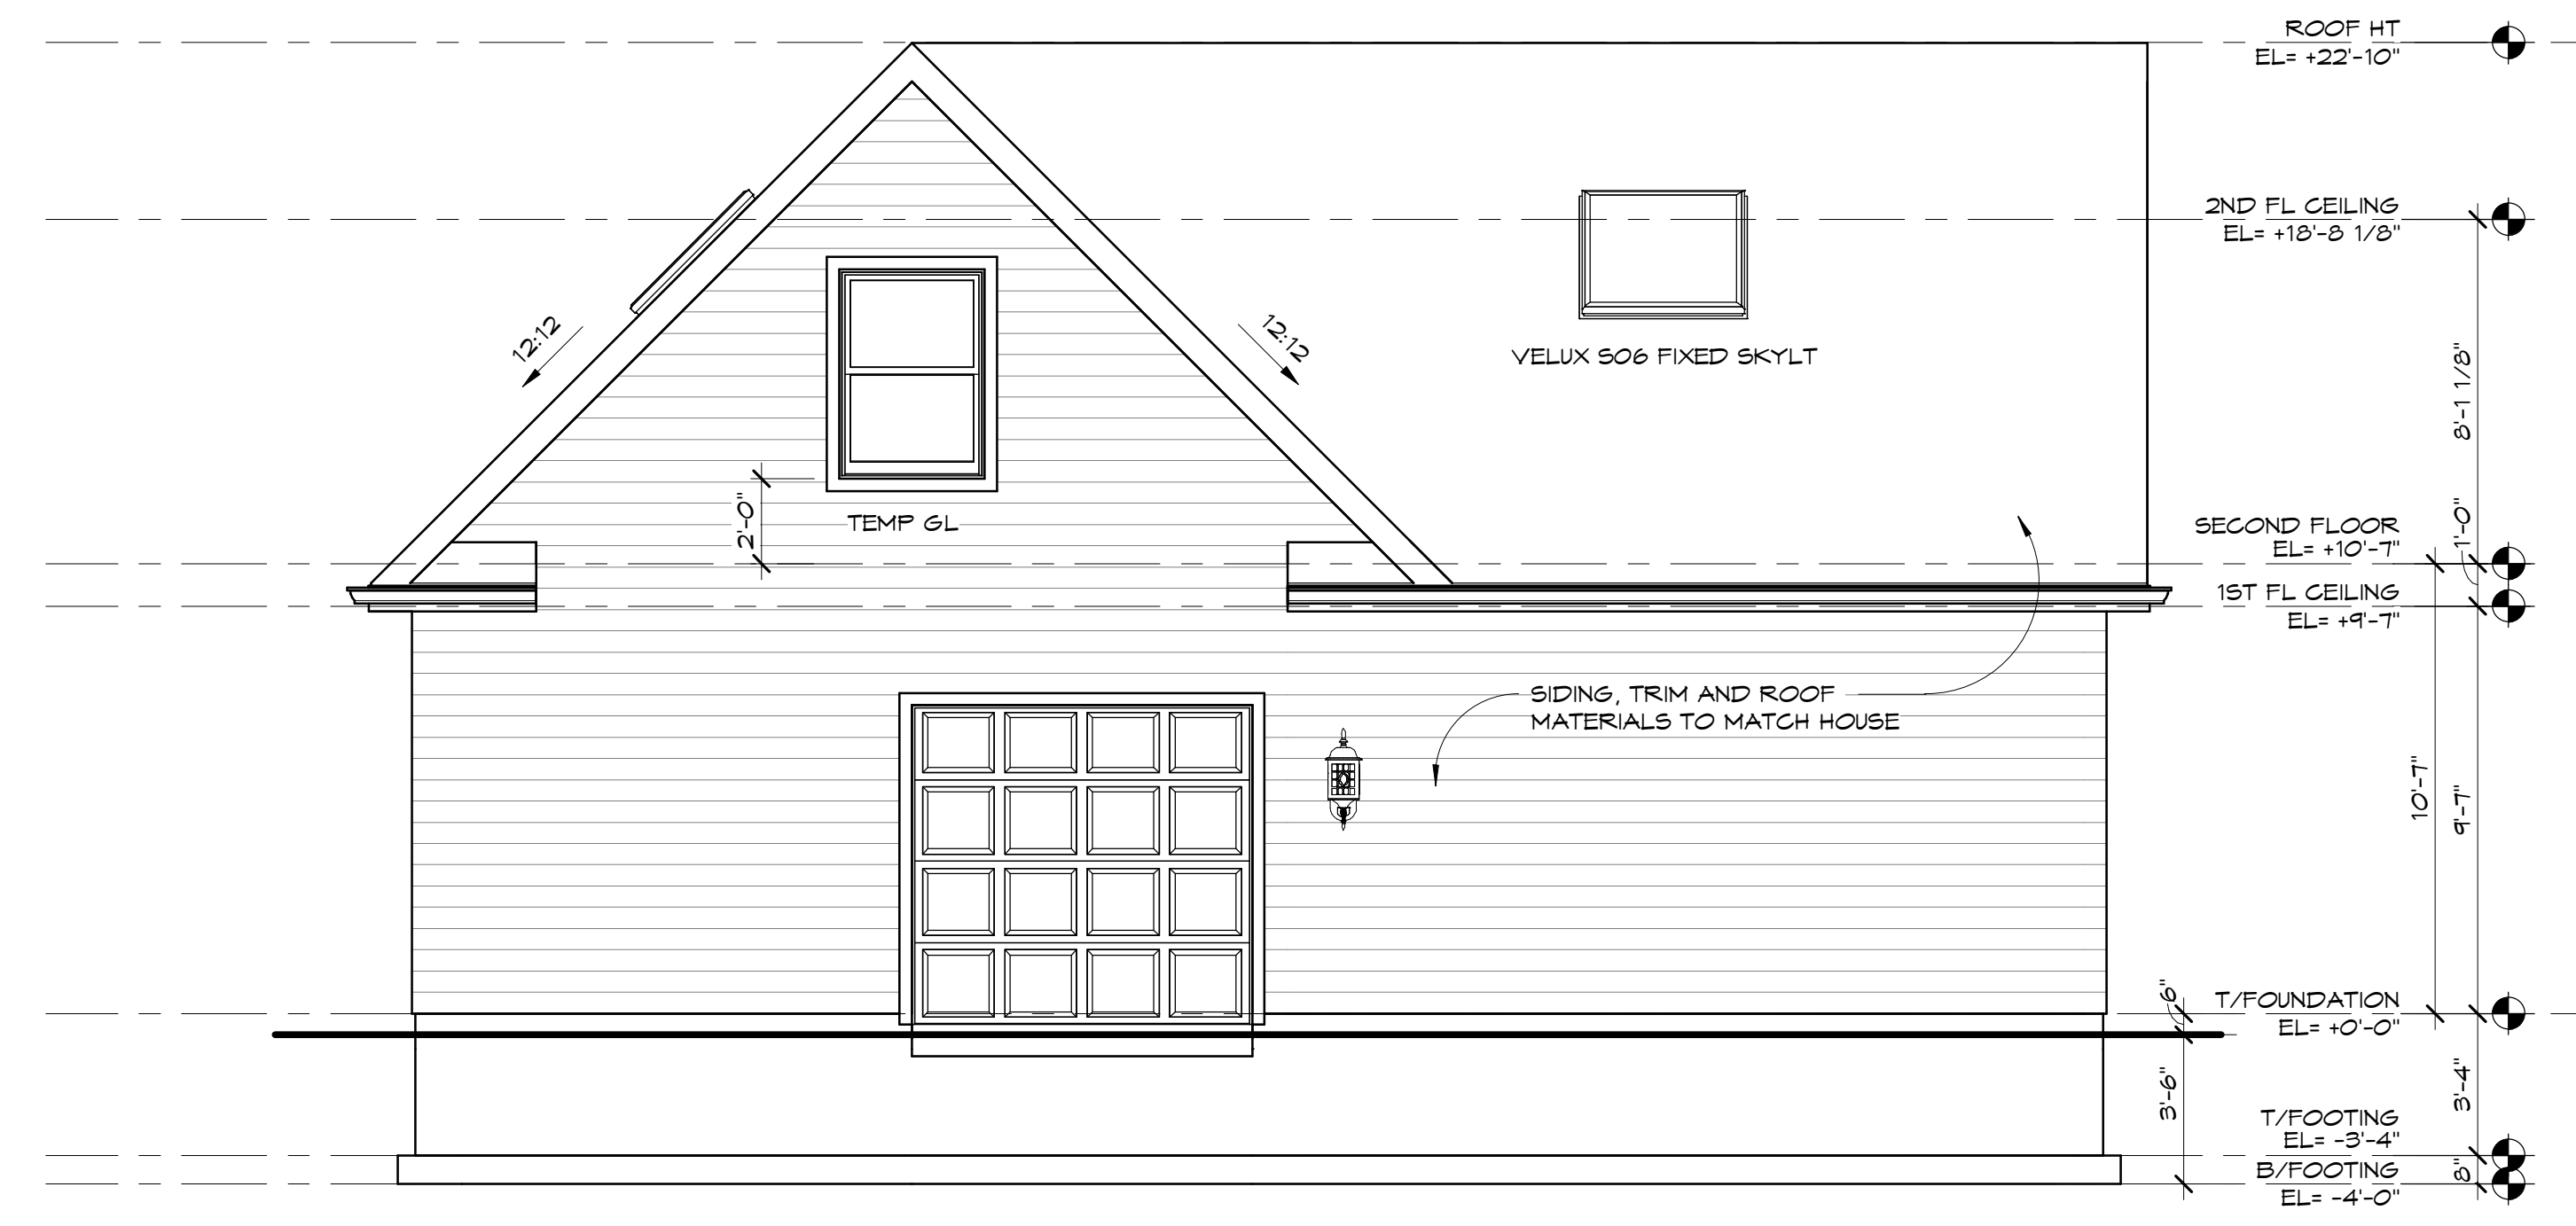 ROOF HT
EL= +22'-10"
2ND FL CEILING
EL= +18'-8 1/8"
12:12
12:12
VELUX S06 FIXED SKYLT
8'-1 1/8"
2'-0"
TEMP GL
SECOND FLOOR
EL= +10'-7"
1'-0"
1ST FL CEILING
EL= +9'-7"
SIDING, TRIM AND ROOF
MATERIALS TO MATCH HOUSE
10'-7"
9'-7"
6"
T/FOUNDATION
EL= +0'-0"
3'-6"
3'-4"
T/FOOTING
EL= -3'-4"
8"
B/FOOTING
EL= -4'-0"